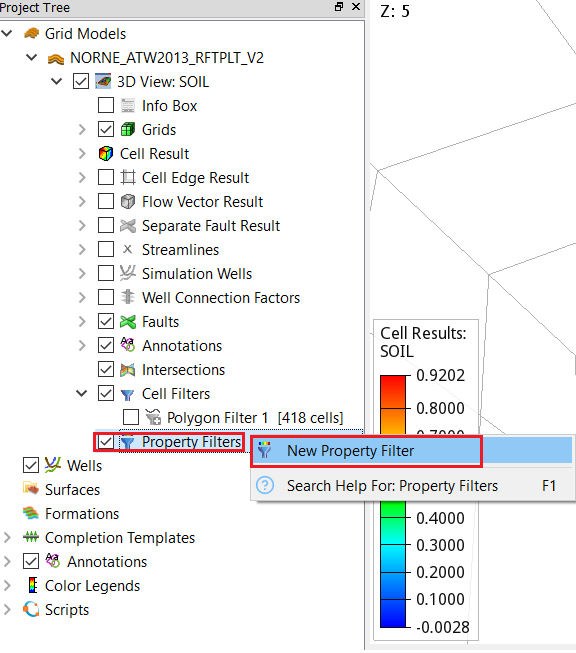 Project Tree
Grid Models
NORNE_ATW2013_RFTPLT_V2
3D View: SOIL
Info Box
Grids
Cell Result
Cell Edge Result
Flow Vector Result
Separate Fault Result
Streamlines
Simulation Wells
Well Connection Factors
Faults
Annotations
Intersections
Cell Filters
Polygon Filter 1 [418 cells]
Property Filters
Wells
Surfaces
Formations
Completion Templates
Annotations
Color Legends
Scripts
New Property Filter
Search Help For: Property Filters F1
Z: 5
Cell Results:
SOIL
0.9202
0.8000
0.7000
0.4000
0.3000
0.2000
0.1000
-0.0028